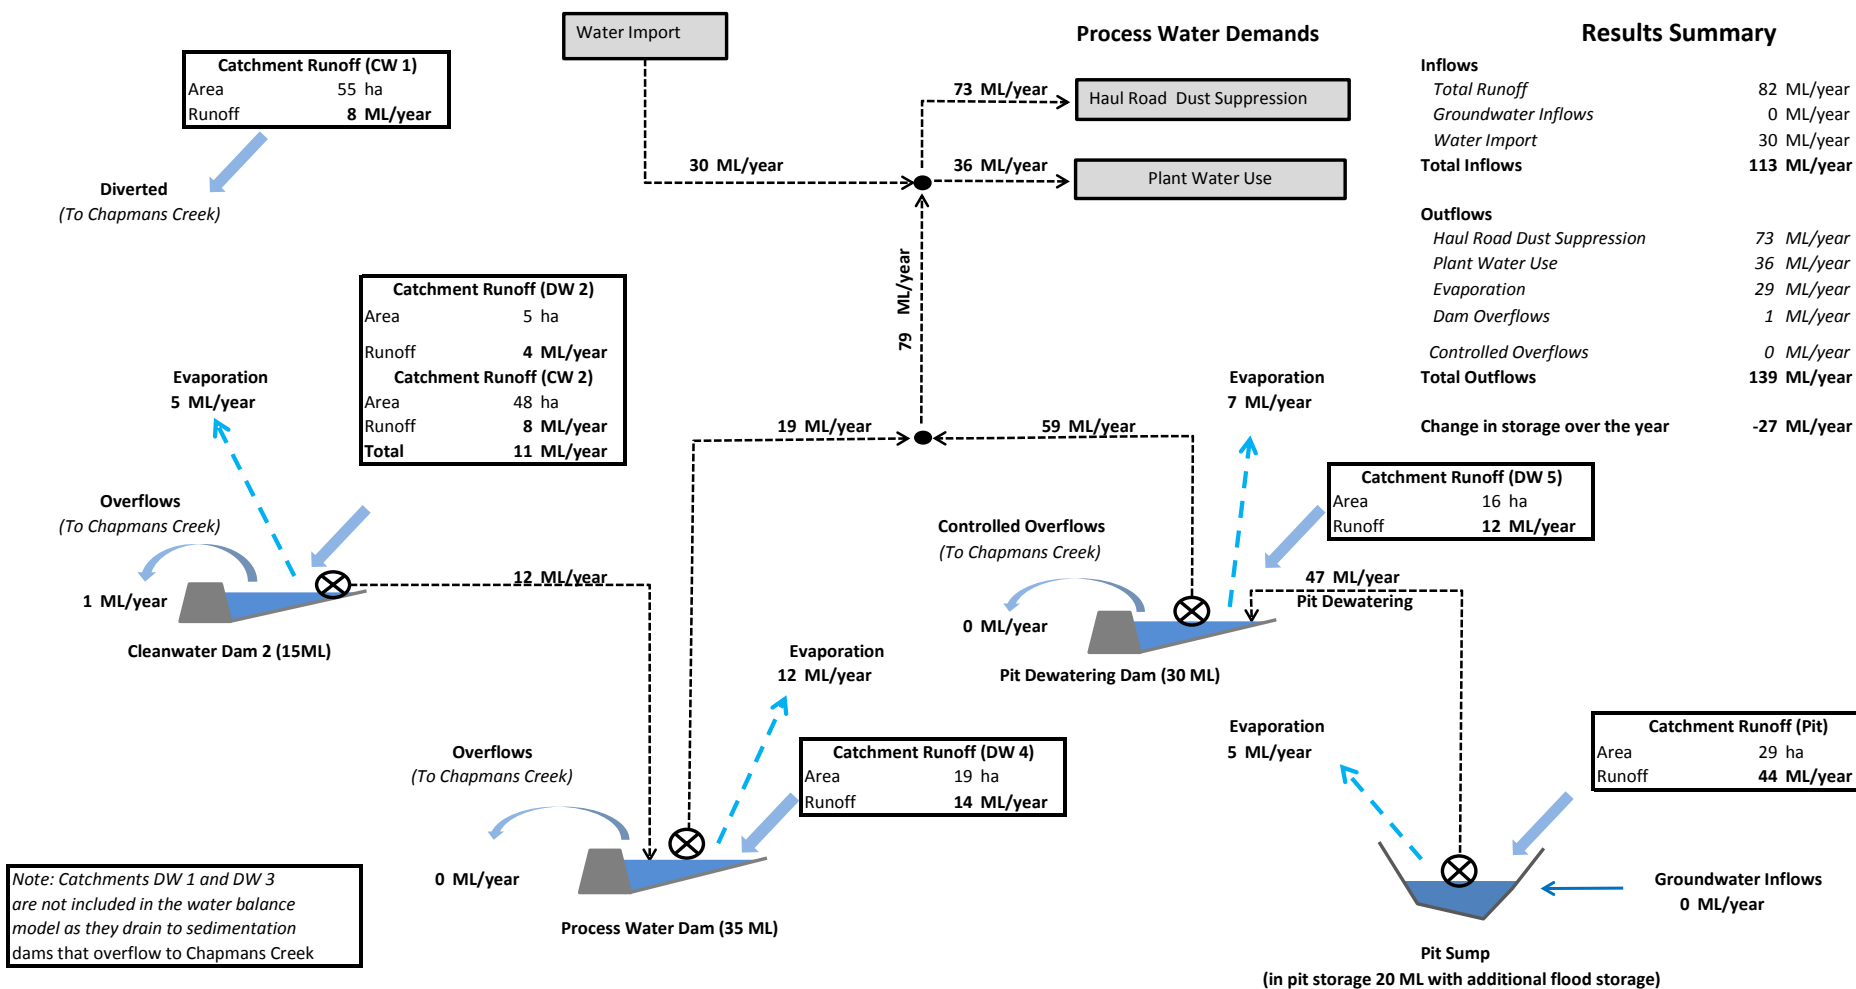 Water Import
Process Water Demands
Results Summary
Catchment Runoff (CW 1)
Area 55 ha
Runoff 8 ML/year
Diverted
(To Chapmans Creek)
73 ML/year
Haul Road Dust Suppression
30 ML/year
36 ML/year
Plant Water Use
Inflows
Total Runoff 82 ML/year
Groundwater Inflows 0 ML/year
Water Import 30 ML/year
Total Inflows 113 ML/year
Outflows
Haul Road Dust Suppression 73 ML/year
Plant Water Use 36 ML/year
Evaporation 29 ML/year
Dam Overflows 1 ML/year
Controlled Overflows 0 ML/year
Total Outflows 139 ML/year
Change in storage over the year -27 ML/year
79 ML/year
Catchment Runoff (DW 2)
Area 5 ha
Runoff 4 ML/year
Catchment Runoff (CW 2)
Area 48 ha
Runoff 8 ML/year
Total 11 ML/year
Evaporation
5 ML/year
Overflows
(To Chapmans Creek)
1 ML/year
Cleanwater Dam 2 (15ML)
12 ML/year
19 ML/year
59 ML/year
Evaporation
7 ML/year
Catchment Runoff (DW 5)
Area 16 ha
Runoff 12 ML/year
Controlled Overflows
(To Chapmans Creek)
0 ML/year
Pit Dewatering Dam (30 ML)
47 ML/year
Pit Dewatering
Evaporation
12 ML/year
Overflows
(To Chapmans Creek)
0 ML/year
Catchment Runoff (DW 4)
Area 19 ha
Runoff 14 ML/year
Process Water Dam (35 ML)
Evaporation
5 ML/year
Catchment Runoff (Pit)
Area 29 ha
Runoff 44 ML/year
Groundwater Inflows
0 ML/year
Pit Sump
(in pit storage 20 ML with additional flood storage)
Note: Catchments DW 1 and DW 3
are not included in the water balance
model as they drain to sedimentation
dams that overflow to Chapmans Creek